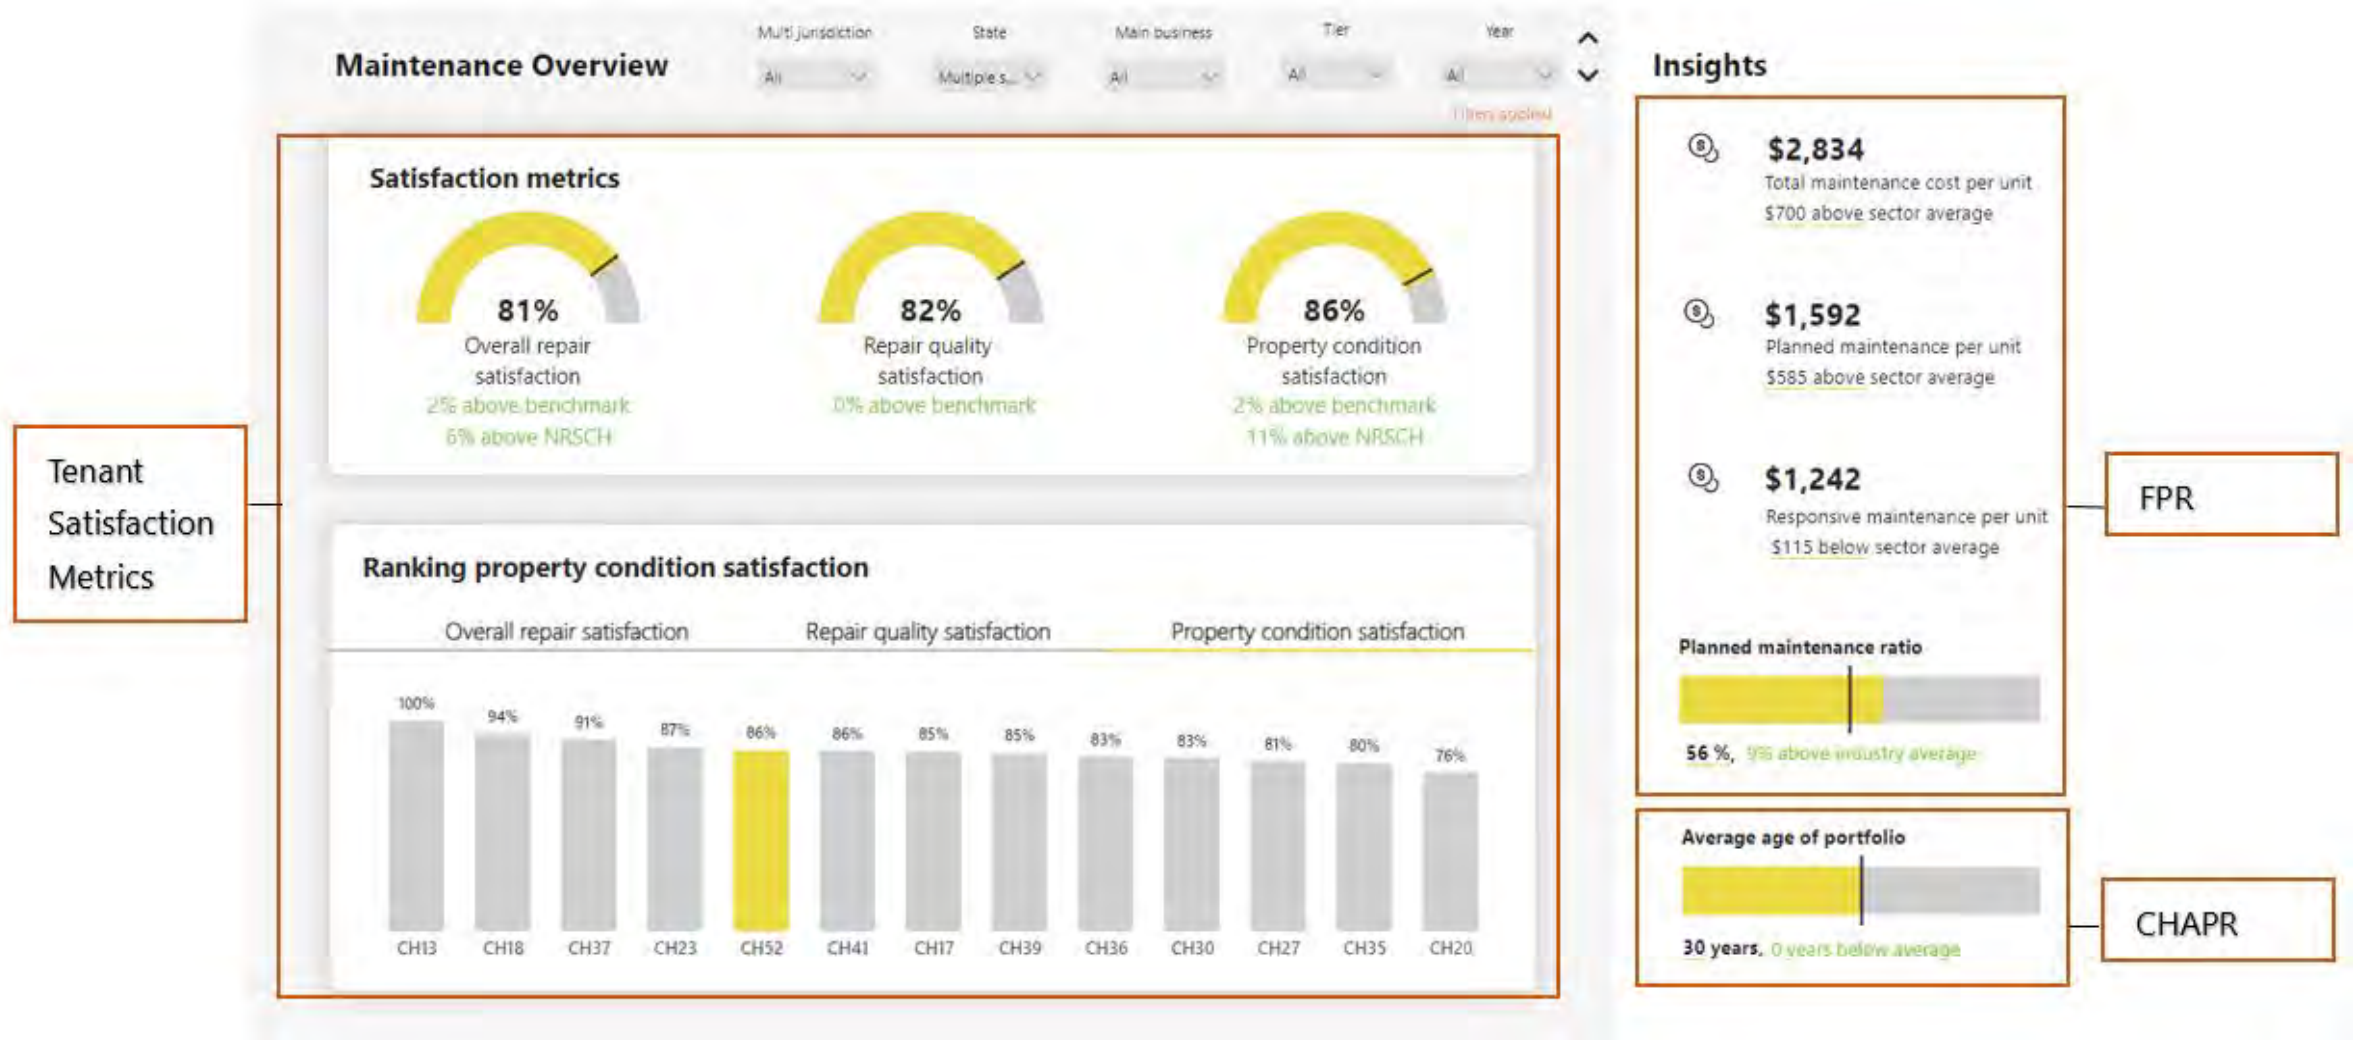 Maintenance Overview
Multi jurisdiction
State
Main business
Tier
Year
All
Multiple s...
All
All
All
Filters applied
Tenant
Satisfaction
Metrics
Satisfaction metrics
81%
Overall repair
satisfaction
2% above benchmark
6% above NRSCH
82%
Repair quality
satisfaction
0% above benchmark
86%
Property condition
satisfaction
2% above benchmark
11% above NRSCH
Ranking property condition satisfaction
Overall repair satisfaction
Repair quality satisfaction
Property condition satisfaction
100%
94%
91%
87%
86%
86%
85%
85%
83%
83%
81%
80%
76%
CH13
CH18
CH37
CH23
CH52
CH41
CH17
CH39
CH36
CH30
CH27
CH35
CH20
Insights
$2,834
Total maintenance cost per unit
$700 above sector average
$1,592
Planned maintenance per unit
$585 above sector average
$1,242
Responsive maintenance per unit
$115 below sector average
Planned maintenance ratio
56 %, 9% above industry average
FPR
Average age of portfolio
30 years, 0 years below average
CHAPR